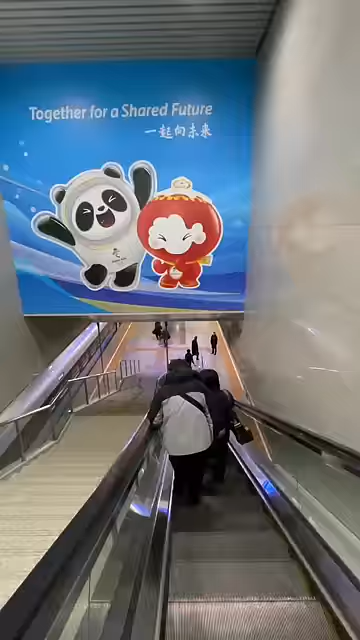 Together for a Shared Future
一起向未来